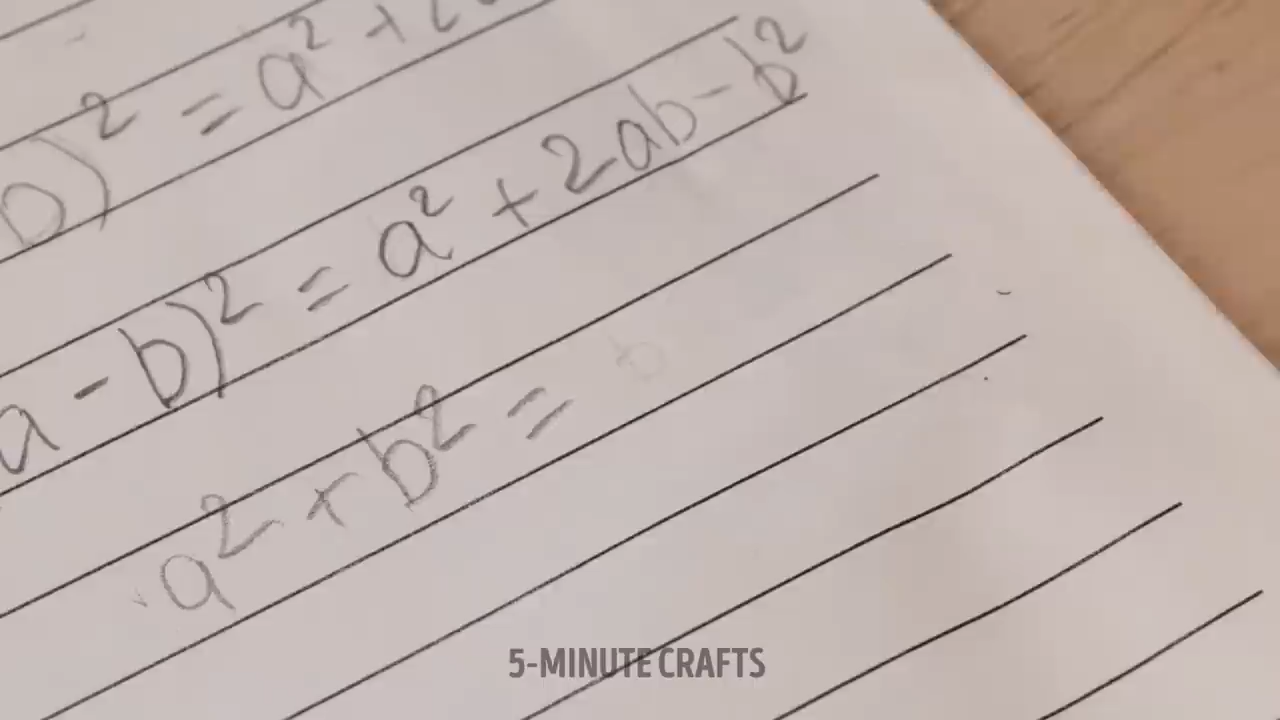 b)² = a² + 2
a - b)² = a² + 2ab - b²
a² + b² = b
5-MINUTE CRAFTS